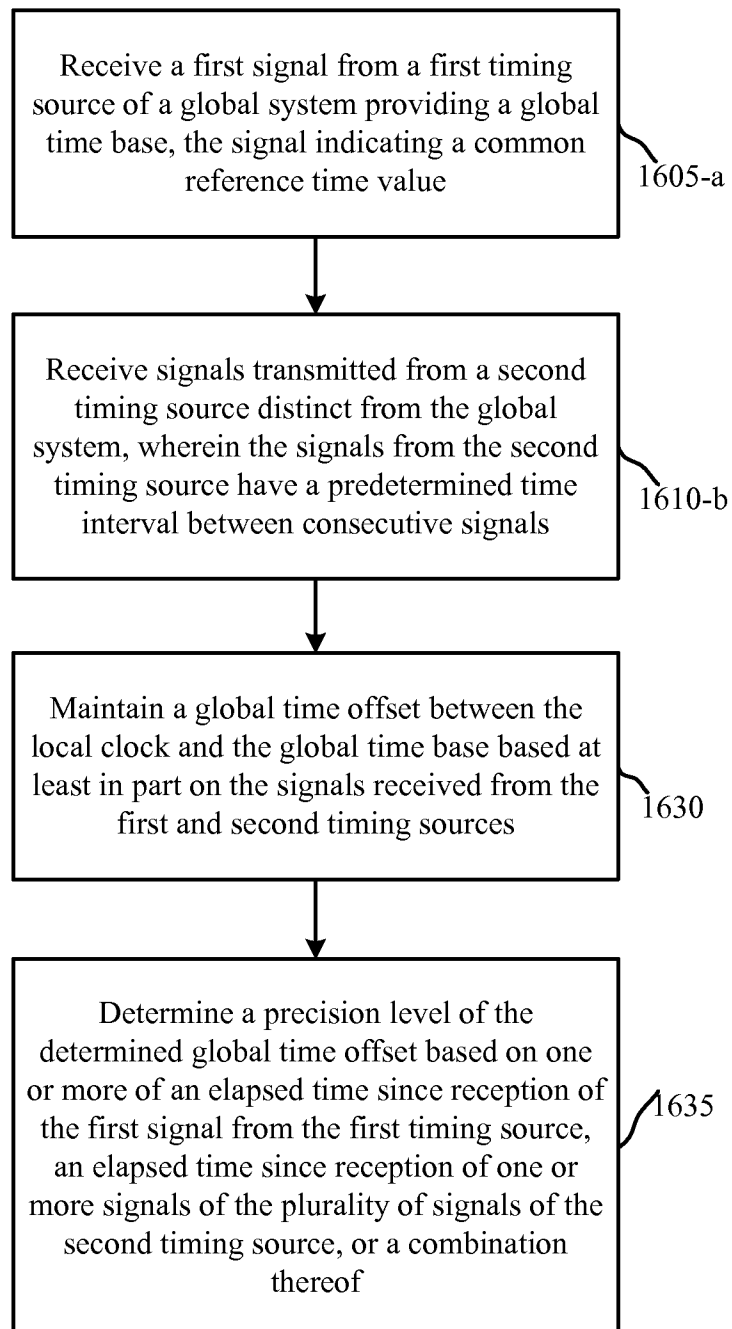 Receive a first signal from a first timing
source of a global system providing a global
time base, the signal indicating a common
reference time value
1605-a
Receive signals transmitted from a second
timing source distinct from the global
system, wherein the signals from the second
timing source have a predetermined time
interval between consecutive signals
1610-b
Maintain a global time offset between the
local clock and the global time base based at
least in part on the signals received from the
first and second timing sources
1630
Determine a precision level of the
determined global time offset based on one
or more of an elapsed time since reception of
the first signal from the first timing source,
an elapsed time since reception of one or
more signals of the plurality of signals of the
second timing source, or a combination
thereof
1635